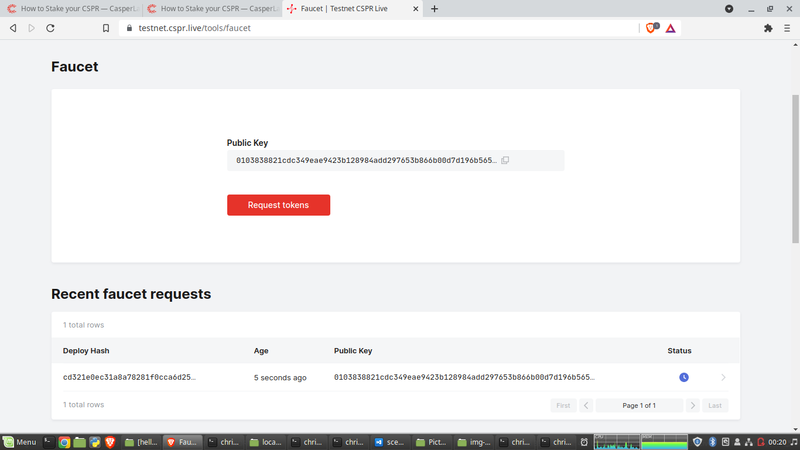 How to Stake your CSPR — CasperLa
How to Stake your CSPR — CasperLa
Faucet | Testnet CSPR Live
testnet.cspr.live/tools/faucet
Faucet
Public Key
0103838821cdc349eae9423b128984add297653b866b00d7d196b565…
Request tokens
Recent faucet requests
1 total rows
Deploy Hash Age Public Key Status
cd321e0ec31a8a78281f0cca6d25… 5 seconds ago 0103838821cdc349eae9423b128984add297653b866b00d7d196b565…
1 total rows
First Page 1 of 1 Last
Menu [hell... Fau... chri... loca... chri... chri... sce... Pict... img-... chri... chri... 00:20